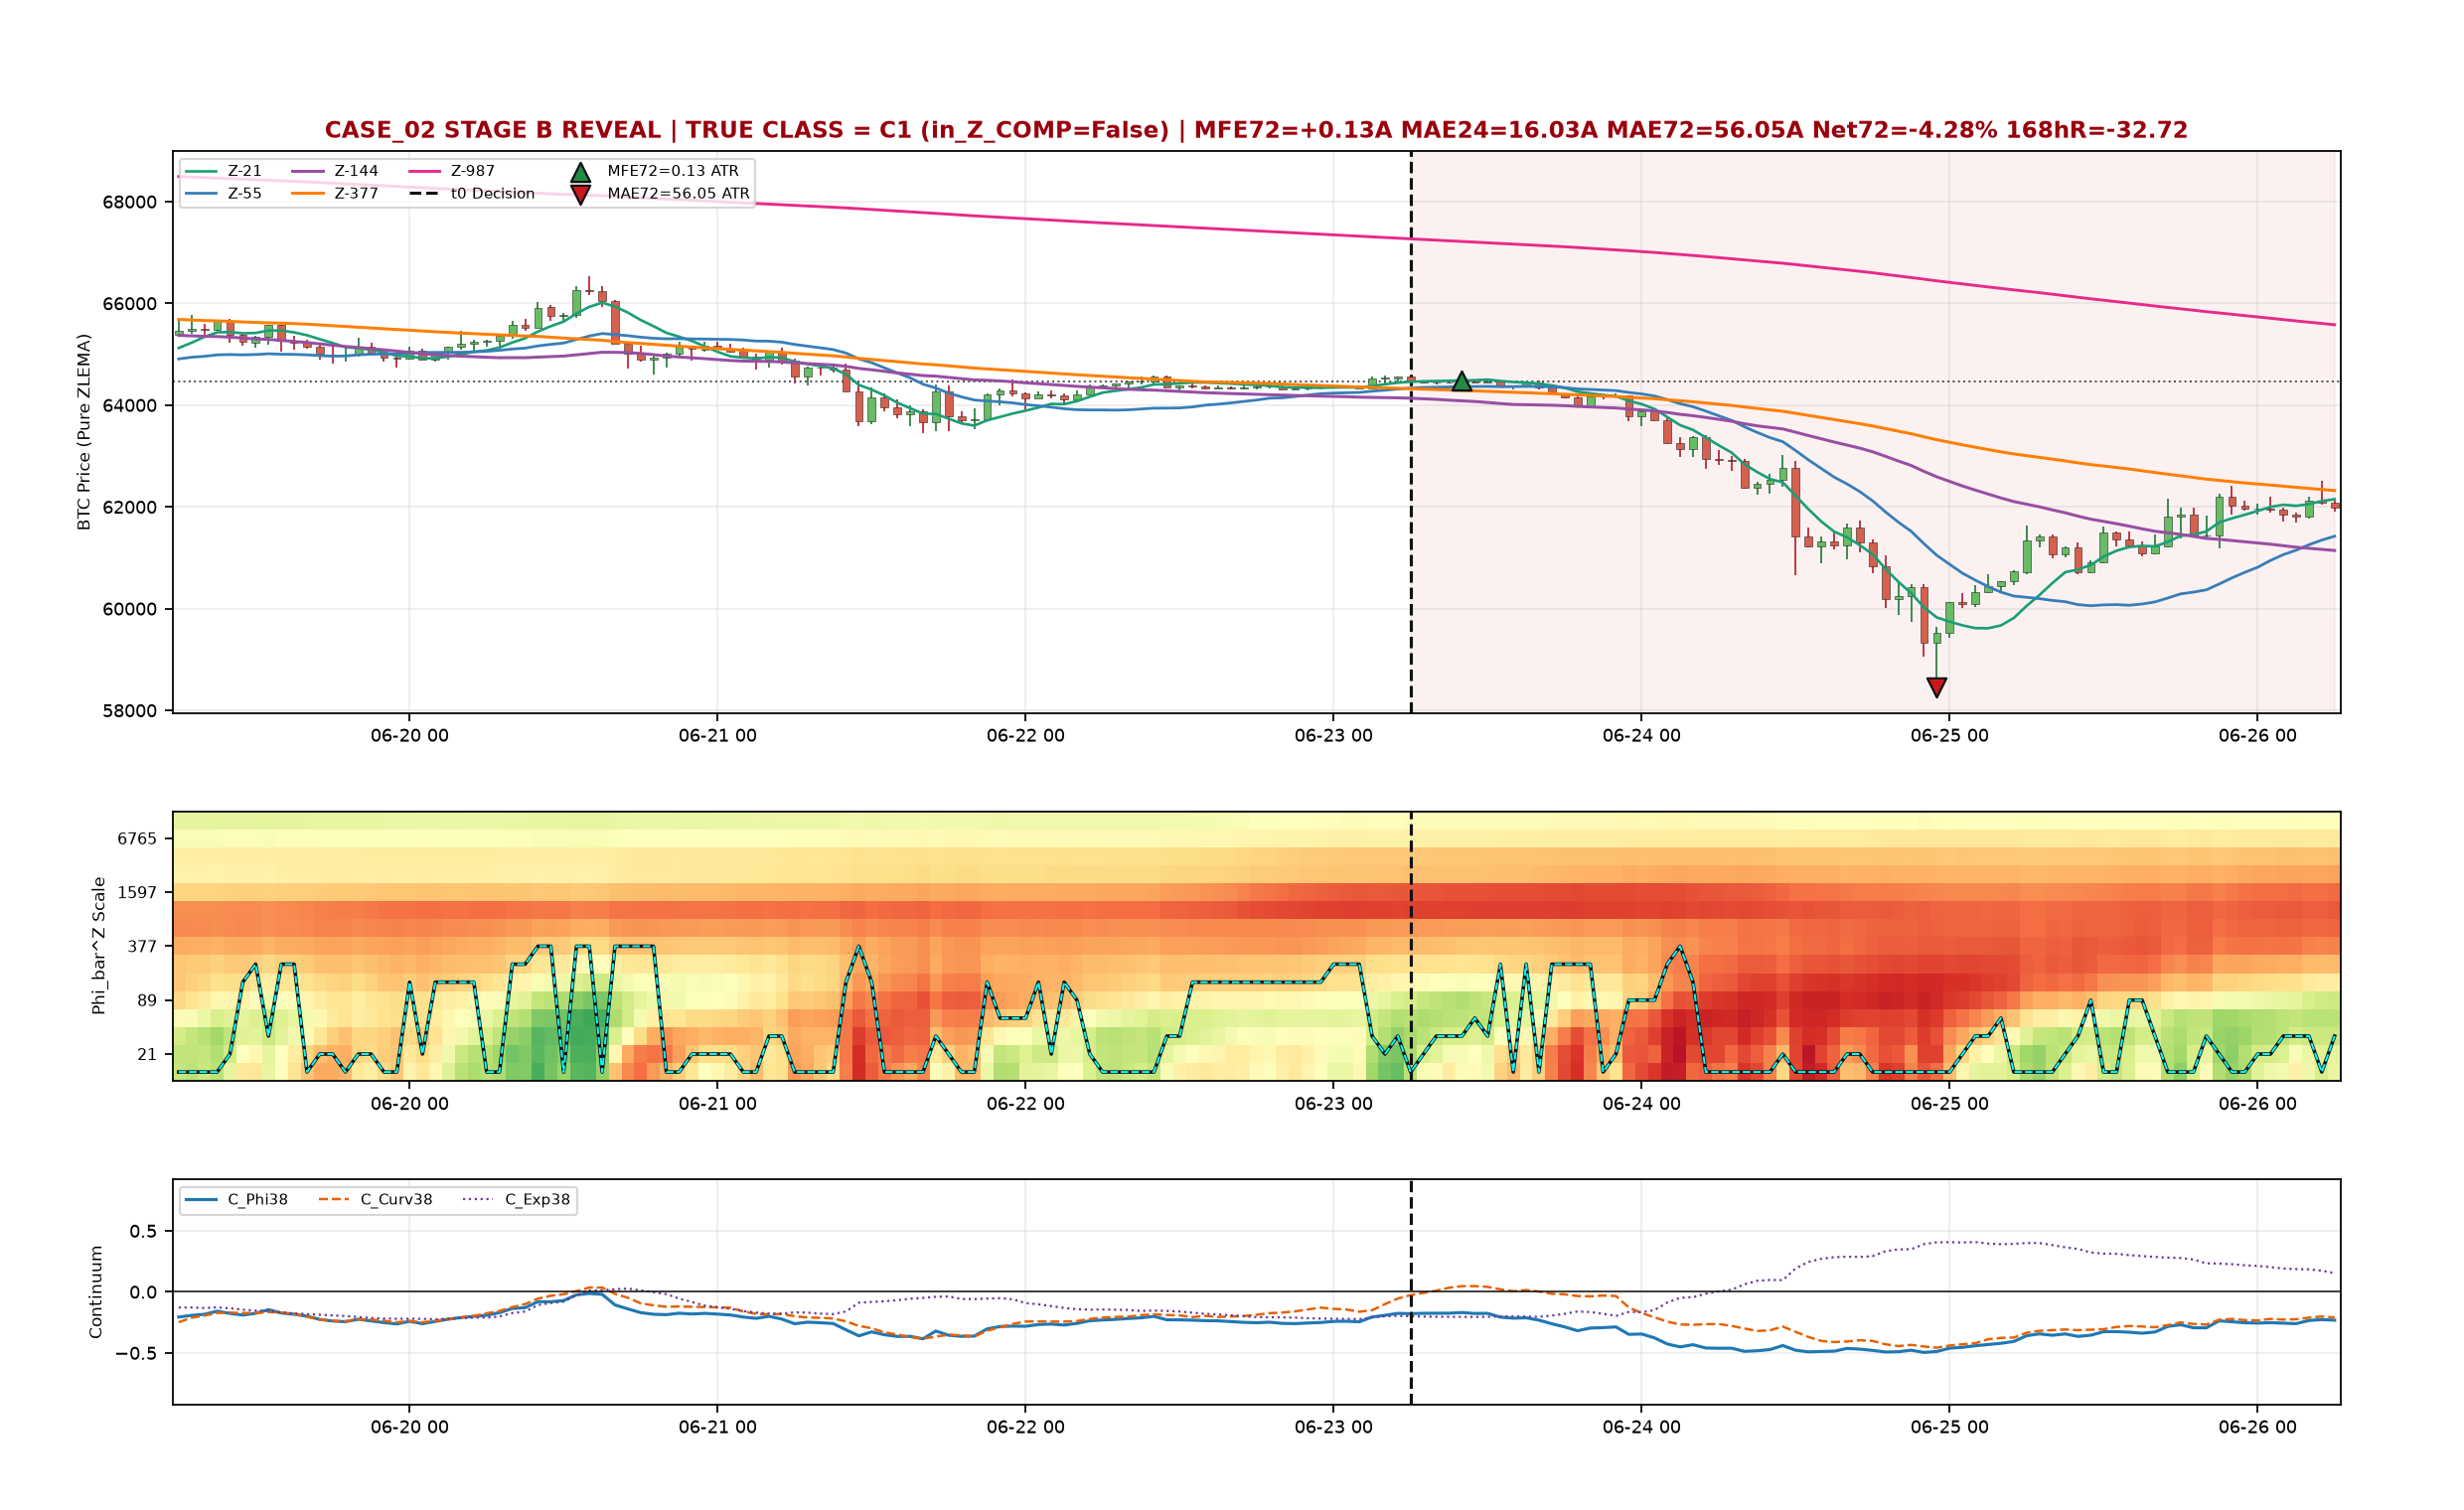 CASE_02 STAGE B REVEAL | TRUE CLASS = C1 (in_Z_COMP=False) | MFE72=+0.13A MAE24=16.03A MAE72=56.05A Net72=-4.28% 168hR=-32.72
Z-21 Z-144 Z-987 MFE72=0.13 ATR
Z-55 Z-377 t0 Decision MAE72=56.05 ATR
BTC Price (Pure ZLEMA)
68000
66000
64000
62000
60000
58000
06-20 00 06-21 00 06-22 00 06-23 00 06-24 00 06-25 00 06-26 00
Phi_bar^Z Scale
6765
1597
377
89
21
06-20 00 06-21 00 06-22 00 06-23 00 06-24 00 06-25 00 06-26 00
C_Phi38 C_Curv38 C_Exp38
Continuum
0.5
0.0
−0.5
06-20 00 06-21 00 06-22 00 06-23 00 06-24 00 06-25 00 06-26 00